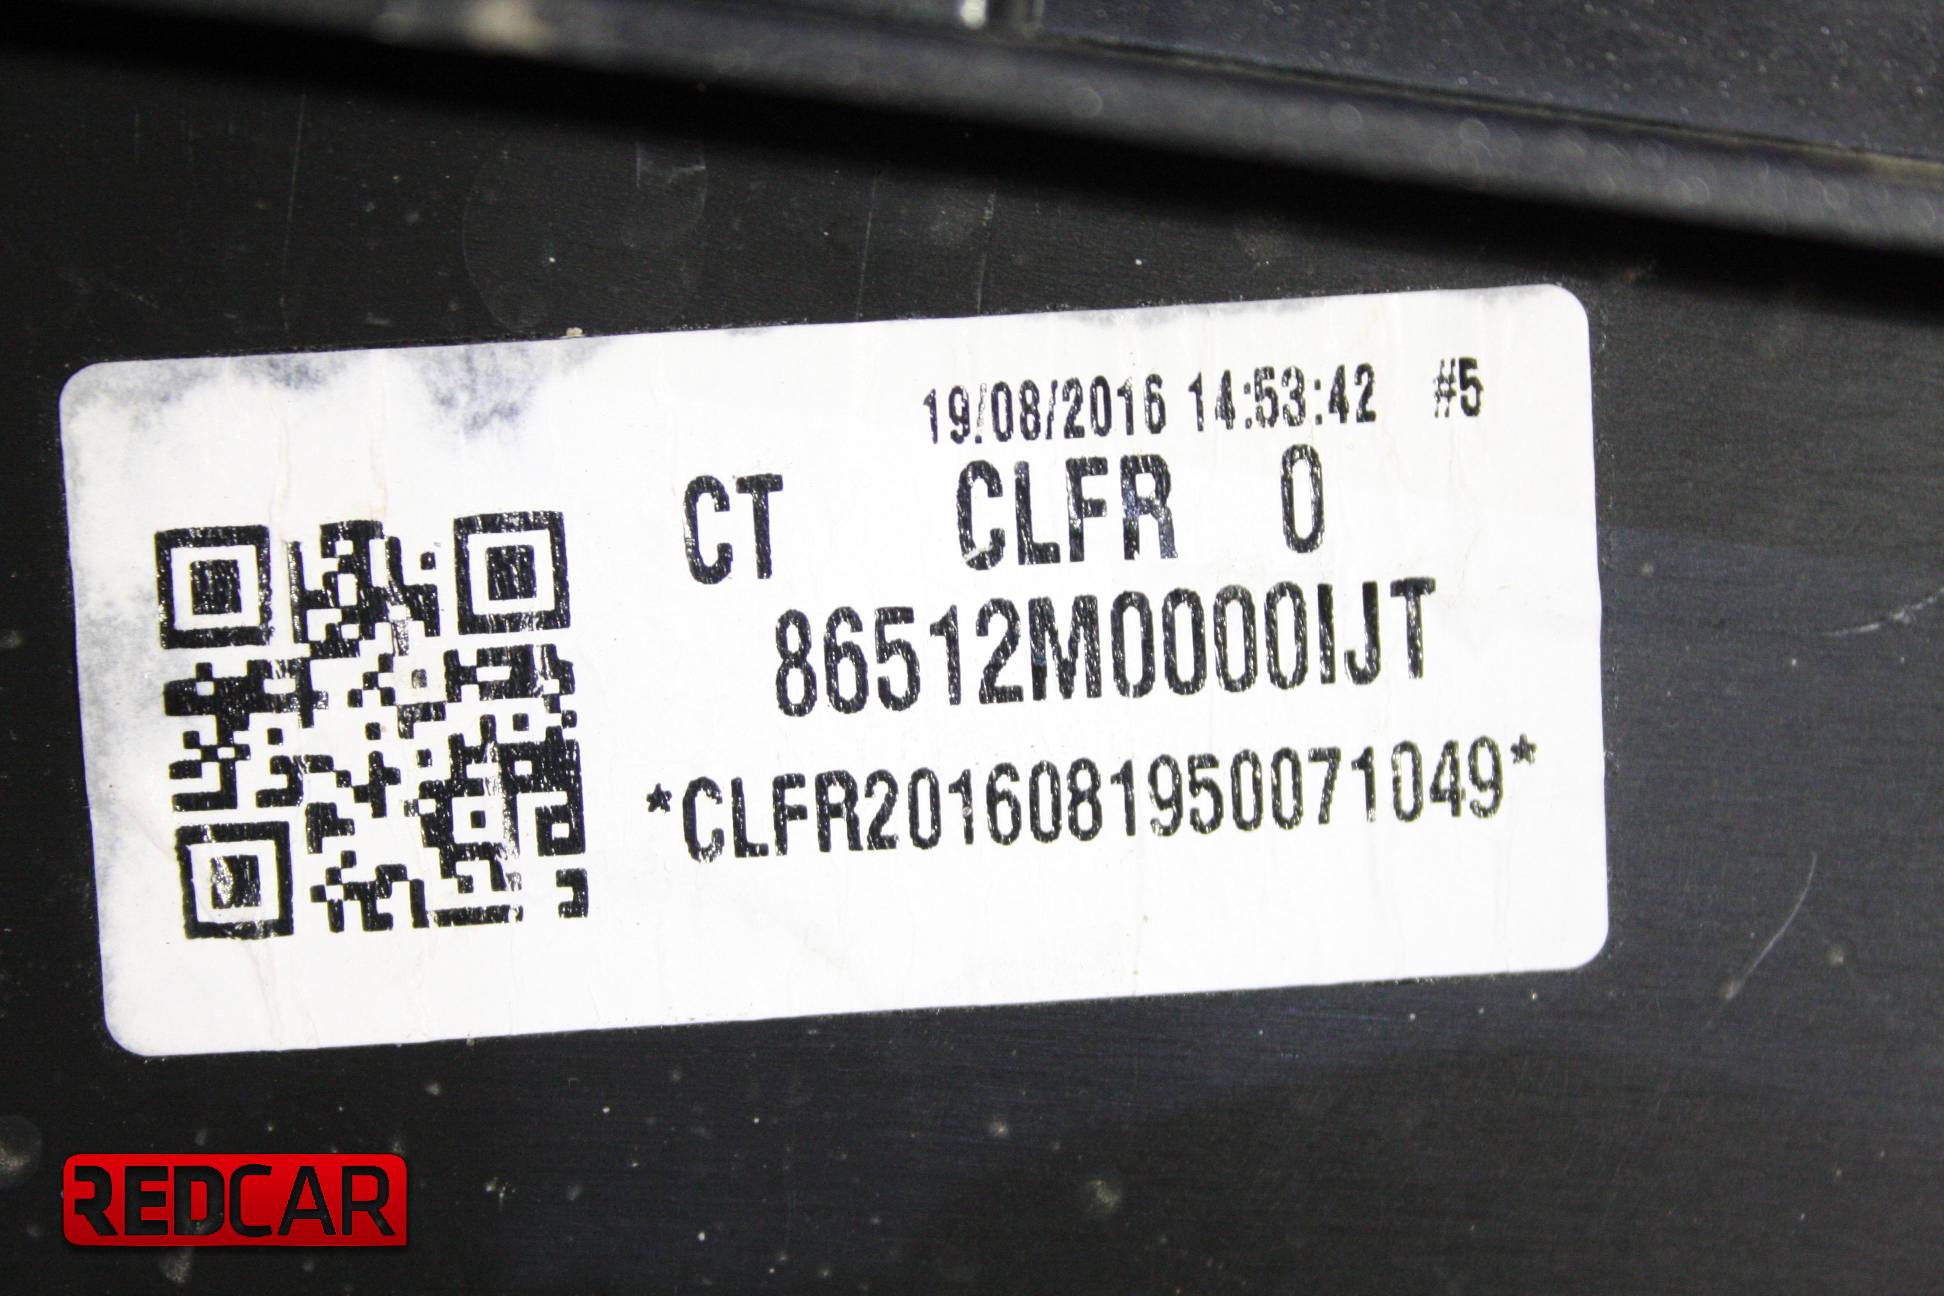 19/08/2016 14:53:42 #5
CT CLFR 0
86512M0000IJT
*CLFR2016081950071049*
REDCAR